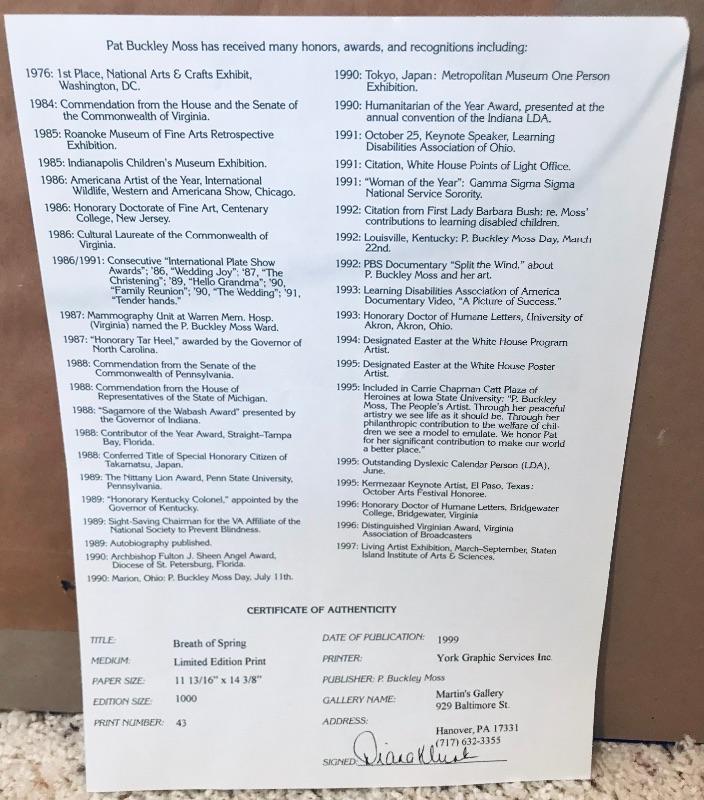 Pat Buckley Moss has received many honors, awards, and recognitions including:
1976: 1st Place, National Arts & Crafts Exhibit,
Washington, DC.
1984: Commendation from the House and the Senate of
the Commonwealth of Virginia.
1985: Roanoke Museum of Fine Arts Retrospective
Exhibition.
1985: Indianapolis Children's Museum Exhibition.
1986: Americana Artist of the Year, International
Wildlife, Western and Americana Show, Chicago.
1986: Honorary Doctorate of Fine Art, Centenary
College, New Jersey.
1986: Cultural Laureate of the Commonwealth of
Virginia.
1986/1991: Consecutive "International Plate Show
Awards"; '86, "Wedding Joy"; '87, "The
Christening"; '89, "Hello Grandma"; '90,
"Family Reunion"; '90, "The Wedding"; '91,
"Tender hands."
1987: Mammography Unit at Warren Mem. Hosp.
(Virginia) named the P. Buckley Moss Ward.
1987: "Honorary Tar Heel," awarded by the Governor of
North Carolina.
1988: Commendation from the Senate of the
Commonwealth of Pennsylvania.
1988: Commendation from the House of
Representatives of the State of Michigan.
1988: "Sagamore of the Wabash Award" presented by
the Governor of Indiana.
1988: Contributor of the Year Award, Straight-Tampa
Bay, Florida.
1988: Conferred Title of Special Honorary Citizen of
Takamatsu, Japan.
1989: The Nittany Lion Award, Penn State University,
Pennsylvania.
1989: "Honorary Kentucky Colonel," appointed by the
Governor of Kentucky.
1989: Sight-Saving Chairman for the VA Affiliate of the
National Society to Prevent Blindness.
1989: Autobiography published.
1990: Archbishop Fulton J. Sheen Angel Award,
Diocese of St. Petersburg, Florida.
1990: Marion, Ohio: P. Buckley Moss Day, July 11th.
1990: Tokyo, Japan: Metropolitan Museum One Person
Exhibition.
1990: Humanitarian of the Year Award, presented at the
annual convention of the Indiana LDA.
1991: October 25, Keynote Speaker, Learning
Disabilities Association of Ohio.
1991: Citation, White House Points of Light Office.
1991: "Woman of the Year": Gamma Sigma Sigma
National Service Sorority.
1992: Citation from First Lady Barbara Bush: re. Moss'
contributions to learning disabled children.
1992: Louisville, Kentucky: P. Buckley Moss Day, March
22nd.
1992: PBS Documentary "Split the Wind," about
P. Buckley Moss and her art.
1993: Learning Disabilities Association of America
Documentary Video, "A Picture of Success."
1993: Honorary Doctor of Humane Letters, University of
Akron, Akron, Ohio.
1994: Designated Easter at the White House Program
Artist.
1995: Designated Easter at the White House Poster
Artist.
1995: Included in Carrie Chapman Catt Plaza of
Heroines at Iowa State University: "P. Buckley
Moss, The People's Artist. Through her peaceful
artistry we see life as it should be. Through her
philanthropic contribution to the welfare of chil-
dren we see a model to emulate. We honor Pat
for her significant contribution to make our world
a better place."
1995: Outstanding Dyslexic Calendar Person (LDA),
June.
1995: Kermezaar Keynote Artist, El Paso, Texas:
October Arts Festival Honoree.
1996: Honorary Doctor of Humane Letters, Bridgewater
College, Bridgewater, Virginia
1996: Distinguished Virginian Award, Virginia
Association of Broadcasters
1997: Living Artist Exhibition, March-September, Staten
Island Institute of Arts & Sciences.
CERTIFICATE OF AUTHENTICITY
TITLE: Breath of Spring
MEDIUM: Limited Edition Print
PAPER SIZE: 11 13/16" x 14 3/8"
EDITION SIZE: 1000
PRINT NUMBER: 43
DATE OF PUBLICATION: 1999
PRINTER: York Graphic Services Inc.
PUBLISHER: P. Buckley Moss
GALLERY NAME: Martin's Gallery
929 Baltimore St.
ADDRESS:
Hanover, PA 17331
(717) 632-3355
SIGNED: